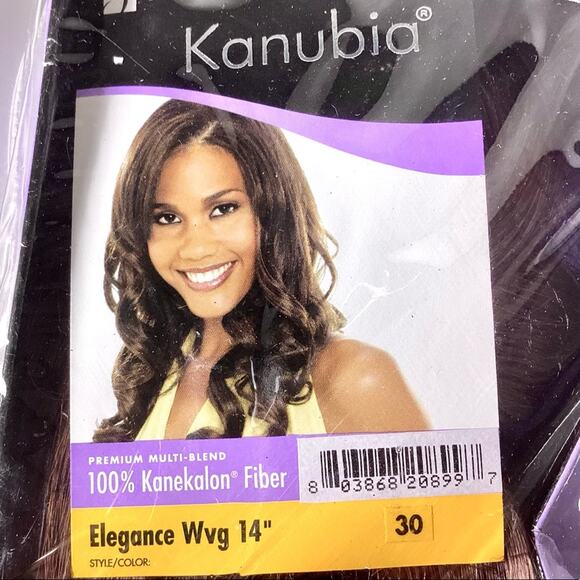 Kanubia®
PREMIUM MULTI-BLEND
100% Kanekalon® Fiber
8 03868 20899 7
Elegance Wvg 14"
30
STYLE/COLOR: